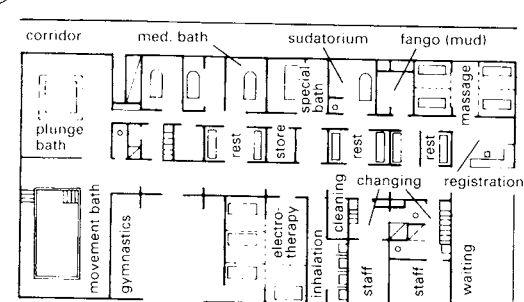 corridor
med. bath
sudatorium
fango (mud)
special
bath
massage
plunge
bath
rest
store
rest
rest
cleaning
changing
registration
movement bath
gymnastics
electro-
therapy
inhalation
staff
staff
waiting